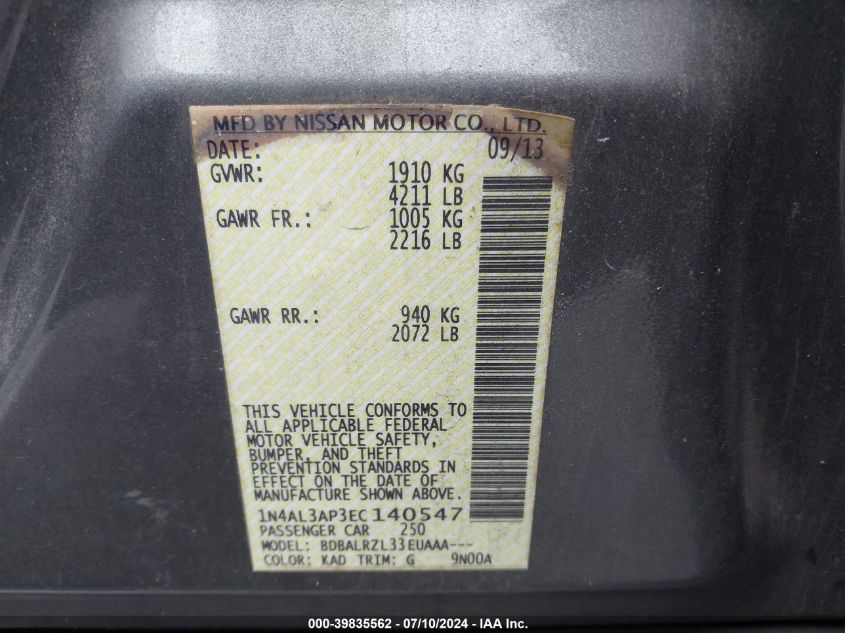 MFD BY NISSAN MOTOR CO., LTD.
DATE: 09/13
GVWR: 1910 KG
4211 LB
GAWR FR.: 1005 KG
2216 LB
GAWR RR.: 940 KG
2072 LB
THIS VEHICLE CONFORMS TO
ALL APPLICABLE FEDERAL
MOTOR VEHICLE SAFETY,
BUMPER, AND THEFT
PREVENTION STANDARDS IN
EFFECT ON THE DATE OF
MANUFACTURE SHOWN ABOVE.
1N4AL3AP3EC140547
PASSENGER CAR 250
MODEL: BDBALRZL33EUAAA---
COLOR: KAD TRIM: G 9N00A
000-39835562 - 07/10/2024 - IAA Inc.